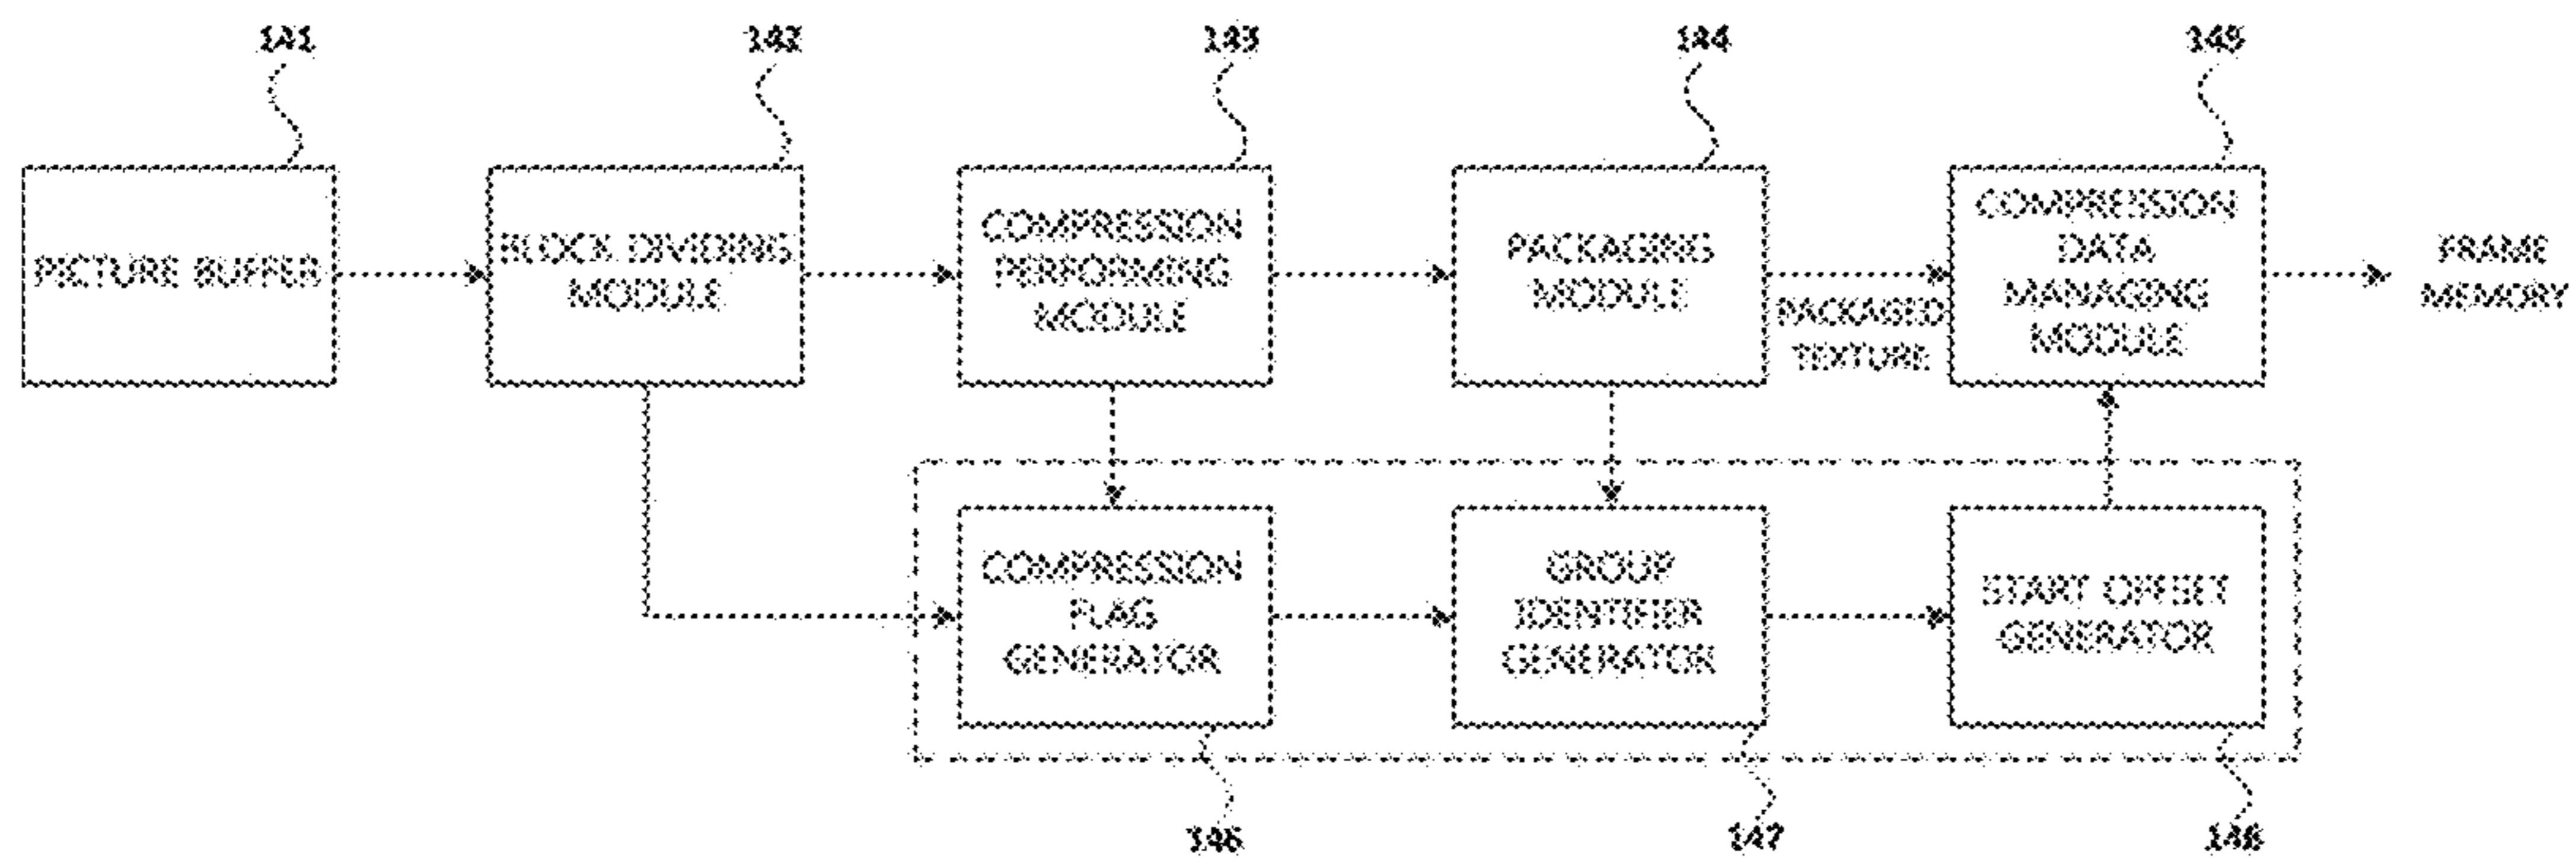 141
142
143
144
145
PICTURE BUFFER
BLOCK DIVIDING
MODULE
COMPRESSION
PERFORMING
MODULE
PACKAGING
MODULE
PACKAGED
TEXTURE
COMPRESSION
DATA
MANAGING
MODULE
FRAME
MEMORY
COMPRESSION
FLAG
GENERATOR
GROUP
IDENTIFIER
GENERATOR
START OFFSET
GENERATOR
146
147
148